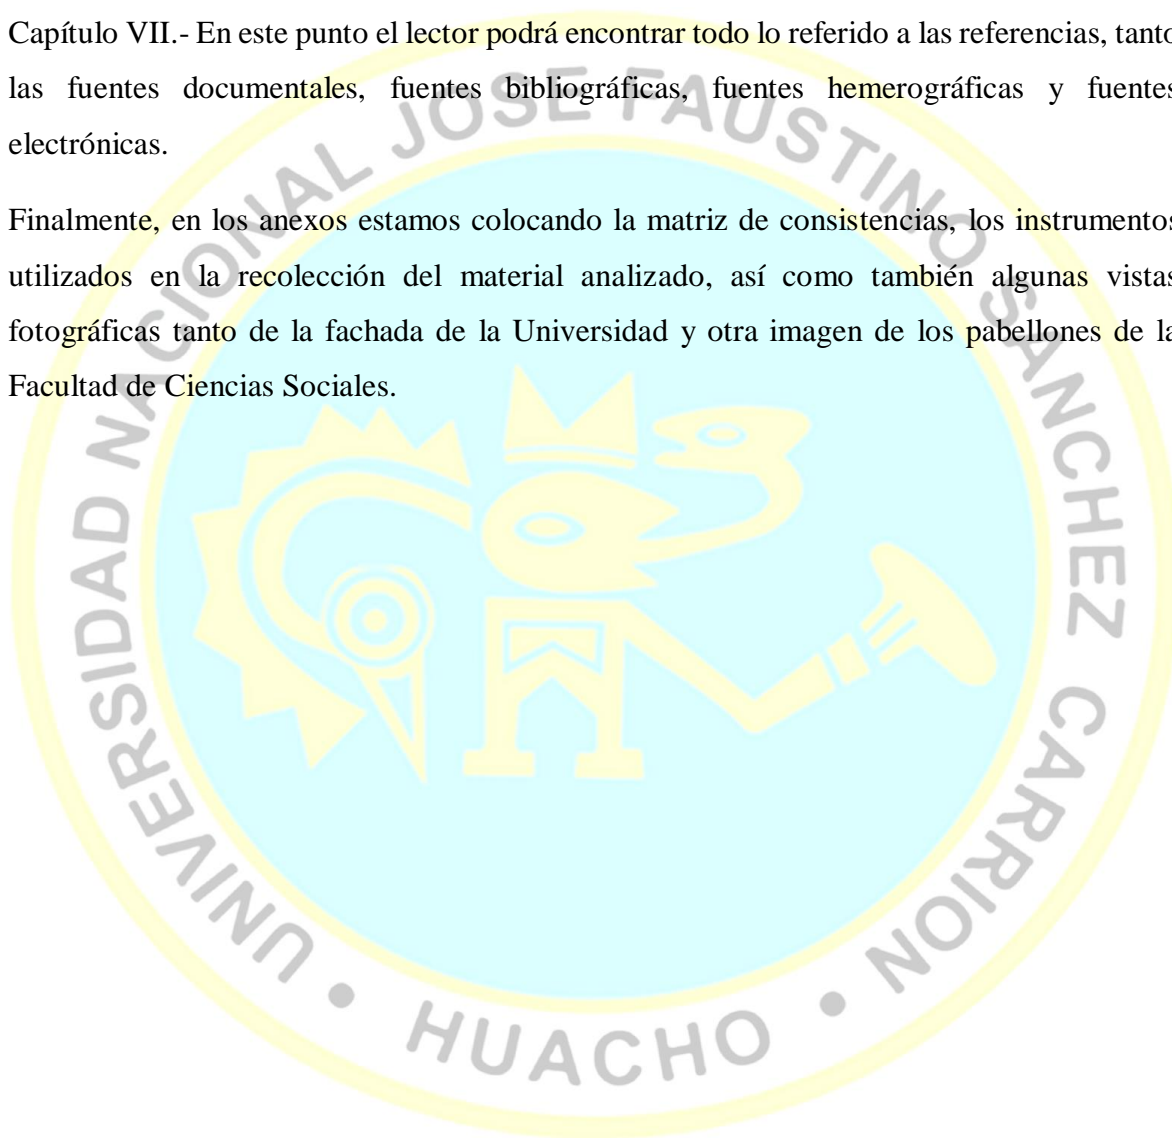 Capítulo VII.- En este punto el lector podrá encontrar todo lo referido a las referencias, tanto
las fuentes documentales, fuentes bibliográficas, fuentes hemerográficas y fuentes
electrónicas.
Finalmente, en los anexos estamos colocando la matriz de consistencias, los instrumentos
utilizados en la recolección del material analizado, así como también algunas vistas
fotográficas tanto de la fachada de la Universidad y otra imagen de los pabellones de la
Facultad de Ciencias Sociales.
UNIVERSIDAD NACIONAL JOSE FAUSTINO SANCHEZ CARRION
• HUACHO •